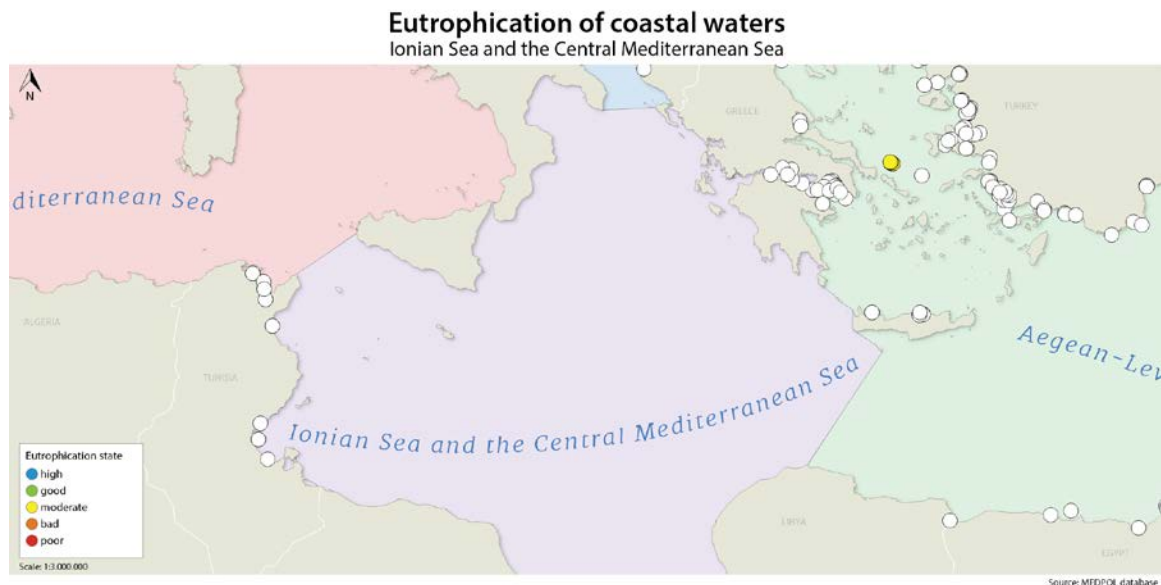 Eutrophication of coastal waters
Ionian Sea and the Central Mediterranean Sea
N
GREECE
TURKEY
diterranean Sea
ALGERIA
TUNISIA
Aegean-Lev
Ionian Sea and the Central Mediterranean Sea
Eutrophication state
high
good
moderate
bad
poor
LIBYA
EGYPT
Scale: 1:3.000.000
Source: MEDPOL database